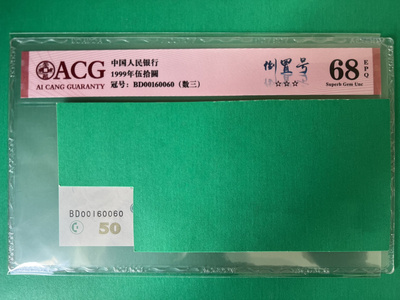 ACG
AI CANG GUARANTY
中国人民银行
1999年伍拾圓
冠号：BD00160060（数三）
倒置号
☆☆☆
68 EPQ
Superb Gem Unc
BD00160060
50